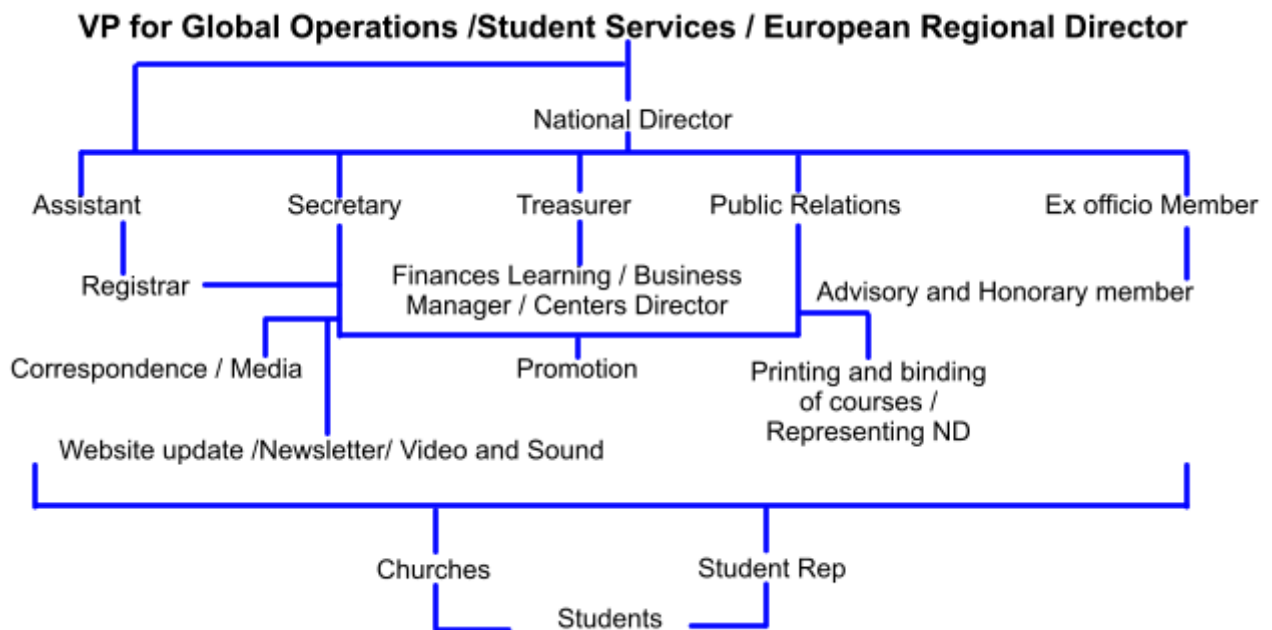 VP for Global Operations /Student Services / European Regional Director
National Director
Assistant
Secretary
Treasurer
Public Relations
Ex officio Member
Registrar
Finances Learning / Business
Manager / Centers Director
Advisory and Honorary member
Correspondence / Media
Promotion
Printing and binding
of courses /
Representing ND
Website update /Newsletter/ Video and Sound
Churches
Student Rep
Students